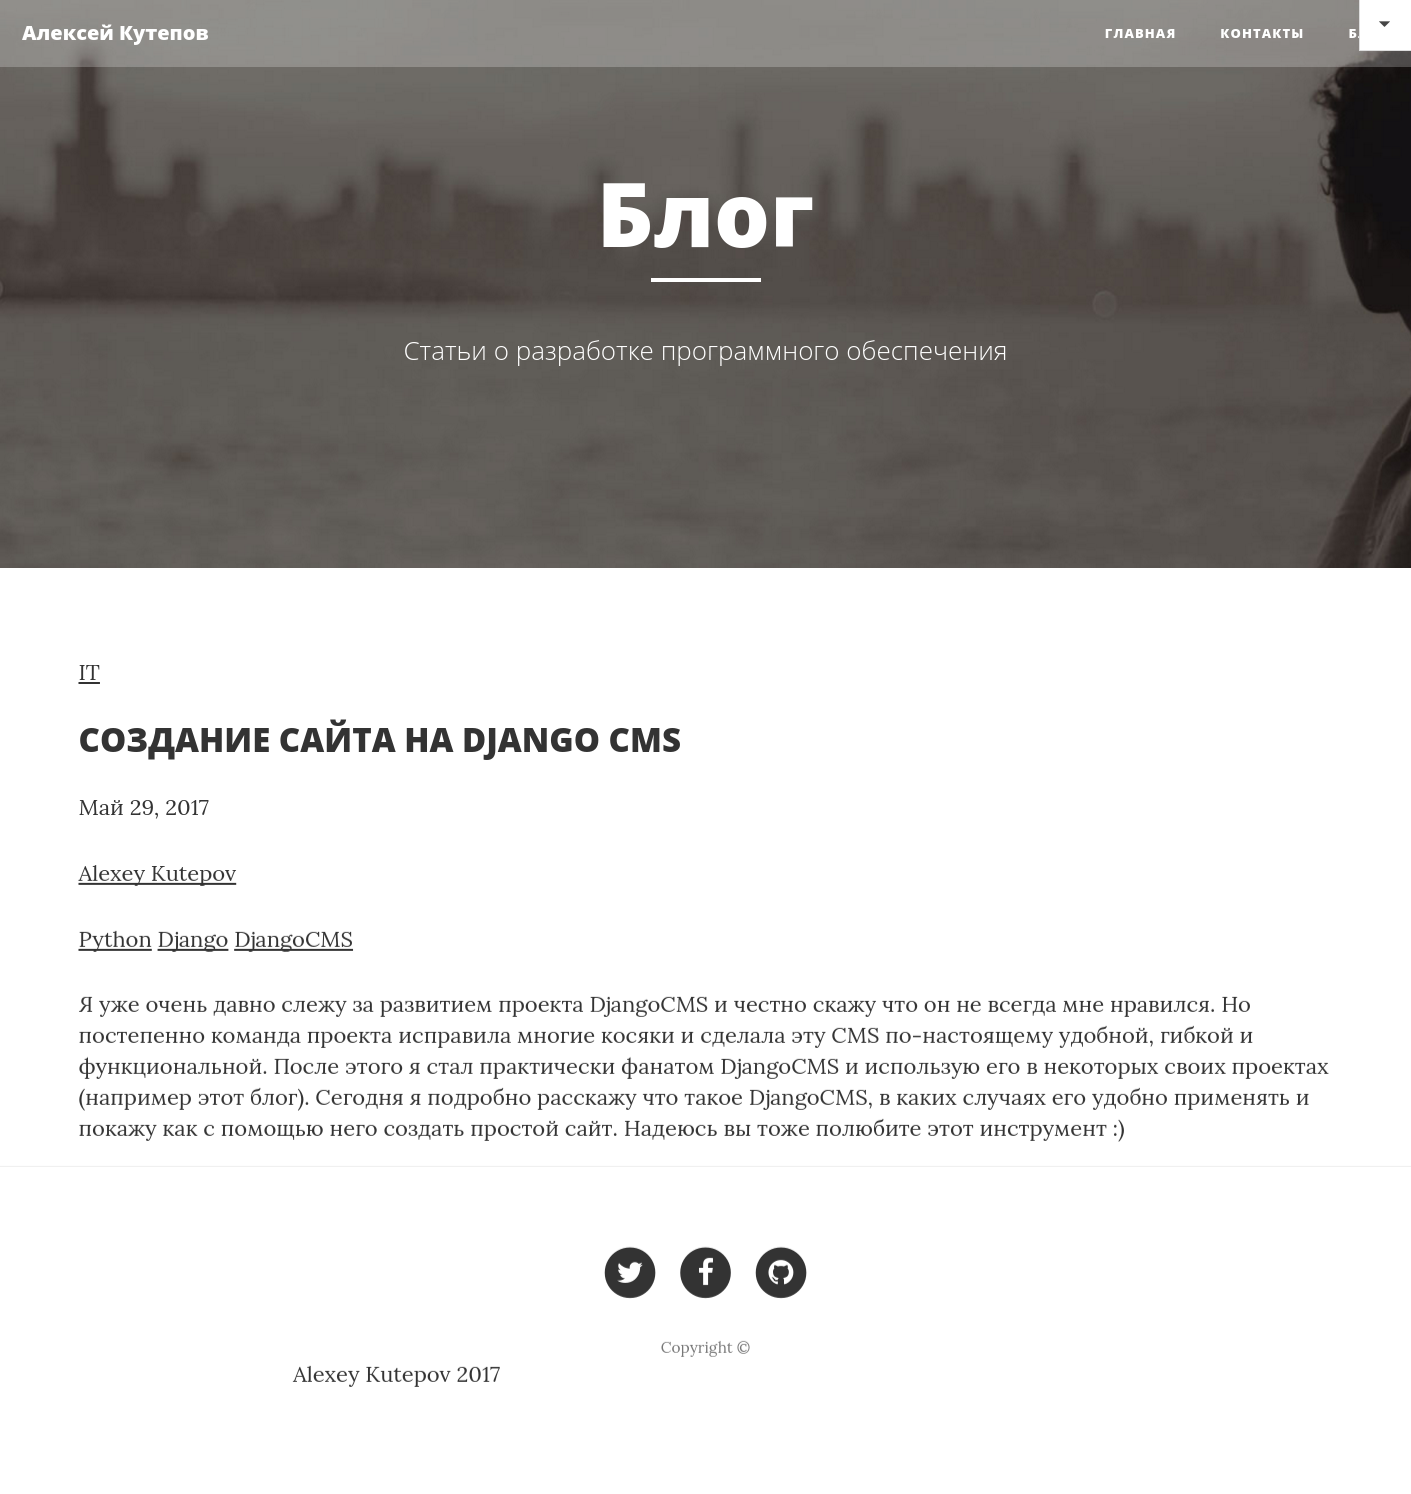 Алексей Кутепов
ГЛАВНАЯ КОНТАКТЫ
Блог
Статьи о разработке программного обеспечения
IT
СОЗДАНИЕ САЙТА НА DJANGO CMS
Май 29, 2017
Alexey Kutepov
Python Django DjangoCMS
Я уже очень давно слежу за развитием проекта DjangoCMS и честно скажу что он не всегда мне нравился. Но
постепенно команда проекта исправила многие косяки и сделала эту CMS по-настоящему удобной, гибкой и
функциональной. После этого я стал практически фанатом DjangoCMS и использую его в некоторых своих проектах
(например этот блог). Сегодня я подробно расскажу что такое DjangoCMS, в каких случаях его удобно применять и
покажу как с помощью него создать простой сайт. Надеюсь вы тоже полюбите этот инструмент :)
Copyright ©
Alexey Kutepov 2017